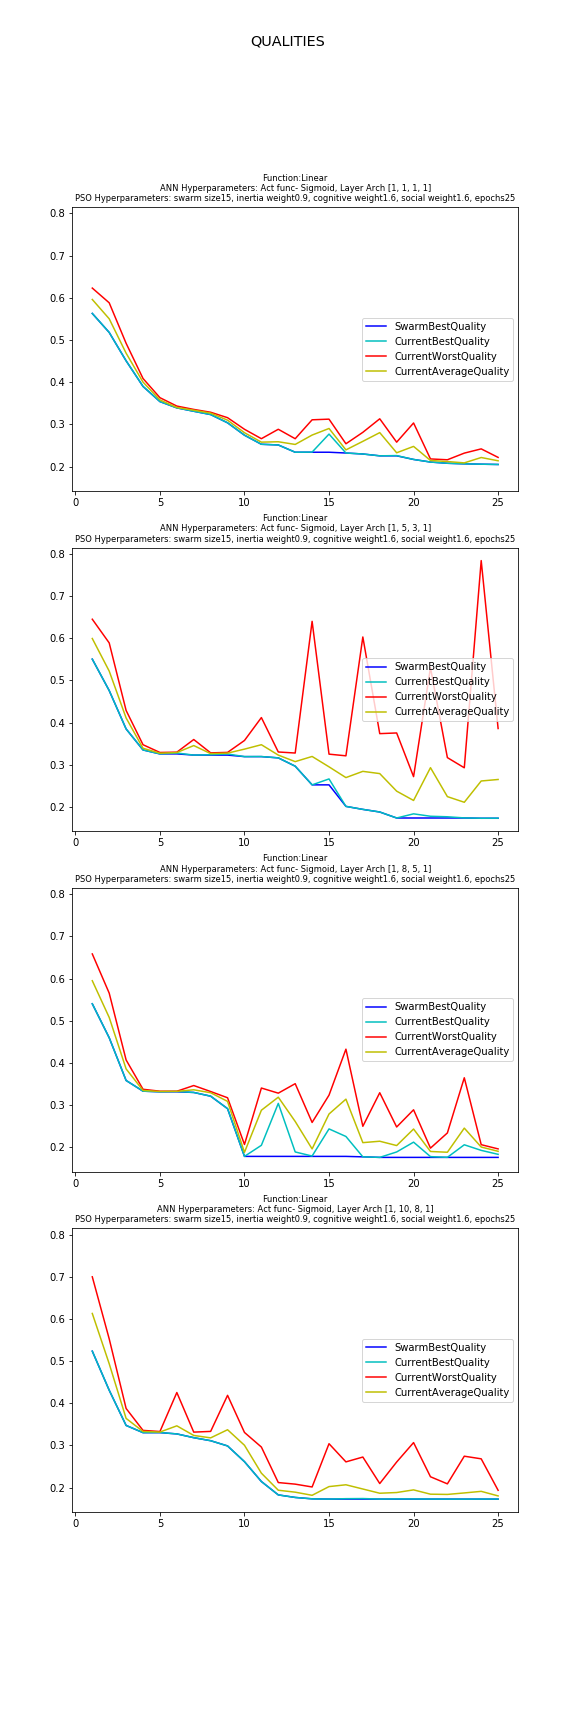 QUALITIES
Function:Linear
ANN Hyperparameters: Act func- Sigmoid, Layer Arch [1, 1, 1, 1]
PSO Hyperparameters: swarm size15, inertia weight0.9, cognitive weight1.6, social weight1.6, epochs25
0.8
0.7
0.6
0.5
0.4
0.3
0.2
SwarmBestQuality
CurrentBestQuality
CurrentWorstQuality
CurrentAverageQuality
0 5 10 15 20 25
Function:Linear
ANN Hyperparameters: Act func- Sigmoid, Layer Arch [1, 5, 3, 1]
PSO Hyperparameters: swarm size15, inertia weight0.9, cognitive weight1.6, social weight1.6, epochs25
0.8
0.7
0.6
0.5
0.4
0.3
0.2
SwarmBestQuality
CurrentBestQuality
CurrentWorstQuality
CurrentAverageQuality
0 5 10 15 20 25
Function:Linear
ANN Hyperparameters: Act func- Sigmoid, Layer Arch [1, 8, 5, 1]
PSO Hyperparameters: swarm size15, inertia weight0.9, cognitive weight1.6, social weight1.6, epochs25
0.8
0.7
0.6
0.5
0.4
0.3
0.2
SwarmBestQuality
CurrentBestQuality
CurrentWorstQuality
CurrentAverageQuality
0 5 10 15 20 25
Function:Linear
ANN Hyperparameters: Act func- Sigmoid, Layer Arch [1, 10, 8, 1]
PSO Hyperparameters: swarm size15, inertia weight0.9, cognitive weight1.6, social weight1.6, epochs25
0.8
0.7
0.6
0.5
0.4
0.3
0.2
SwarmBestQuality
CurrentBestQuality
CurrentWorstQuality
CurrentAverageQuality
0 5 10 15 20 25